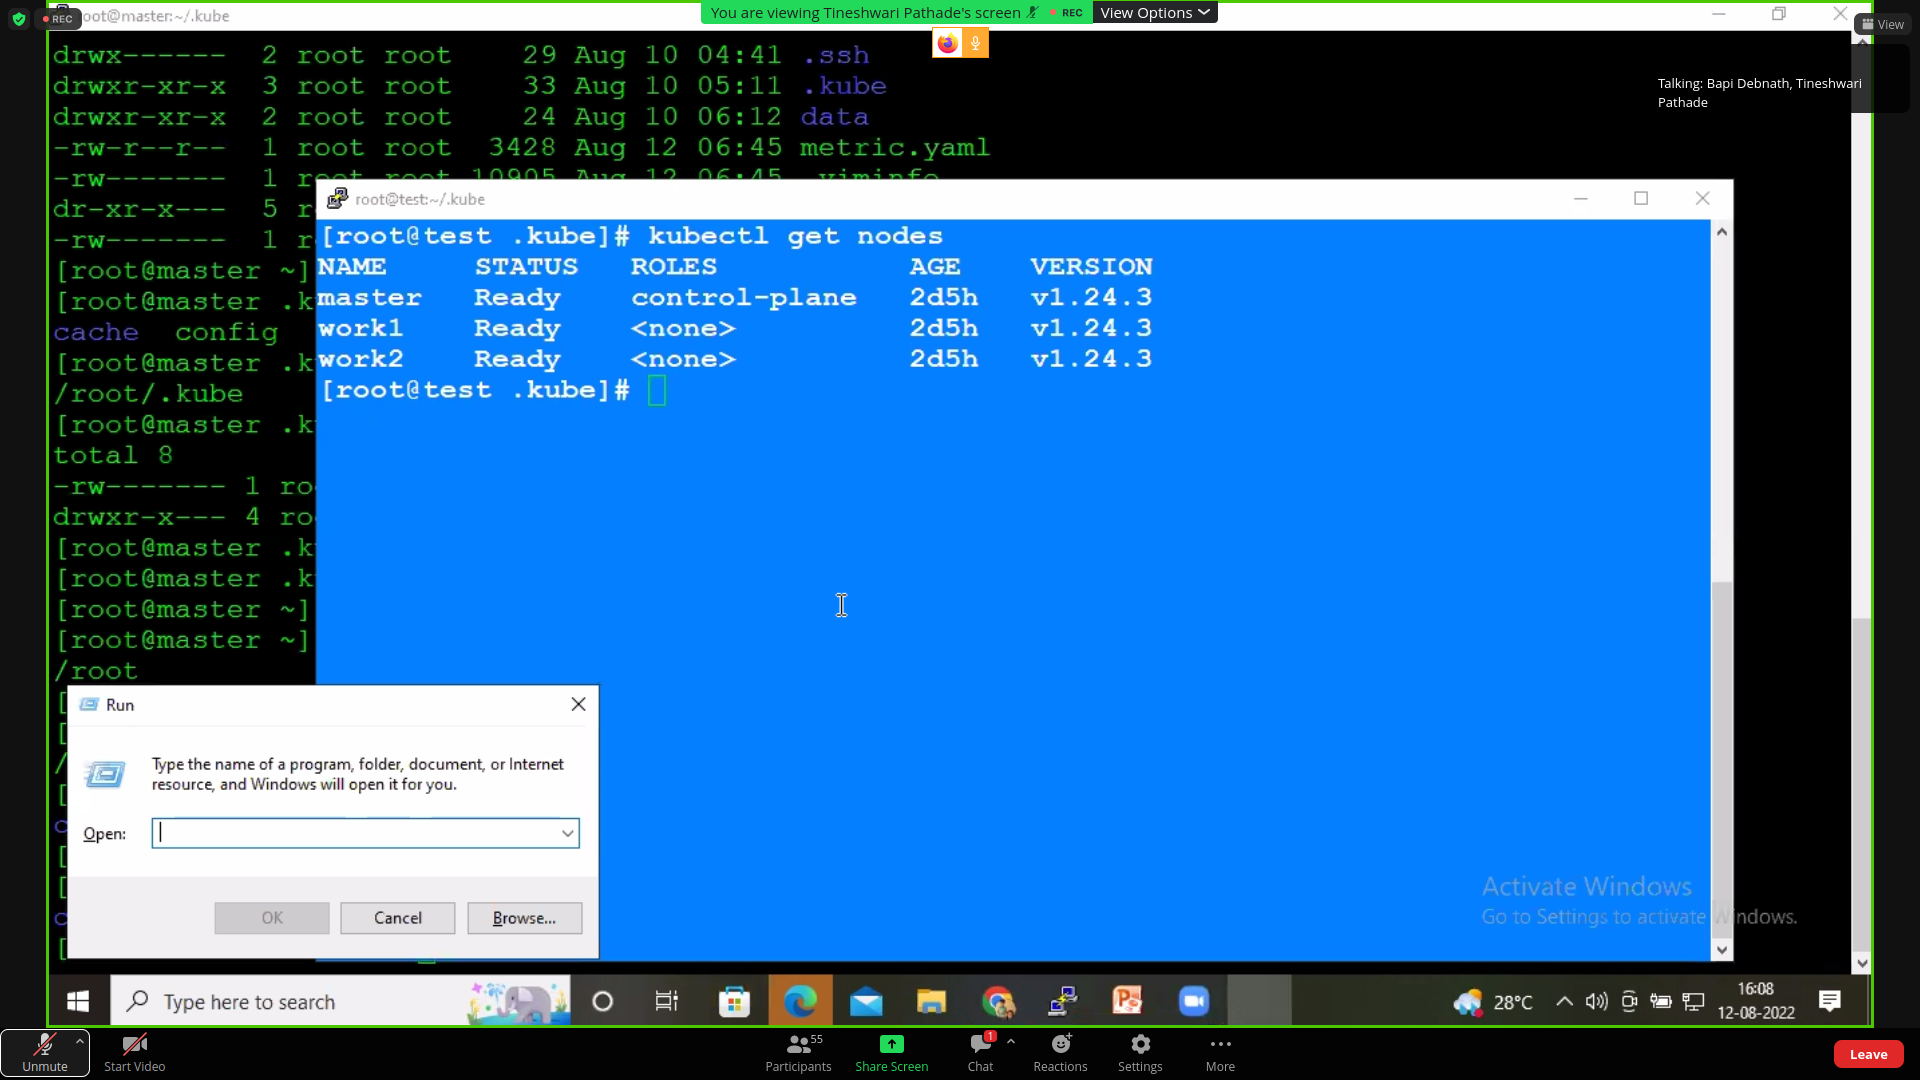 root@master:~/.kube
REC
You are viewing Tineshwari Pathade's screen
REC
View Options
View
Talking: Bapi Debnath, Tineshwari
Pathade
drwx------ 2 root root 29 Aug 10 04:41 .ssh
drwxr-xr-x 3 root root 33 Aug 10 05:11 .kube
drwxr-xr-x 2 root root 24 Aug 10 06:12 data
-rw-r--r-- 1 root root 3428 Aug 12 06:45 metric.yaml
-rw------- 1 root root 10905 Aug 12 06:45 .viminfo
dr-xr-x--- 5 r
-rw------- 1 r
[root@master ~]
[root@master .k
cache config
[root@master .k
/root/.kube
[root@master .k
total 8
-rw------- 1 ro
drwxr-x--- 4 ro
[root@master .k
[root@master .k
[root@master ~]
[root@master ~]
/root
[
[
/
[
c
[
[
c
[
root@test:~/.kube
[root@test .kube]# kubectl get nodes
NAME STATUS ROLES AGE VERSION
master Ready control-plane 2d5h v1.24.3
work1 Ready <none> 2d5h v1.24.3
work2 Ready <none> 2d5h v1.24.3
[root@test .kube]#
Run
Type the name of a program, folder, document, or Internet
resource, and Windows will open it for you.
Open:
OK Cancel Browse...
Activate Windows
Go to Settings to activate Windows.
Type here to search
28°C
16:08
12-08-2022
Unmute
Start Video
55
Participants
Share Screen
1
Chat
Reactions
Settings
More
Leave